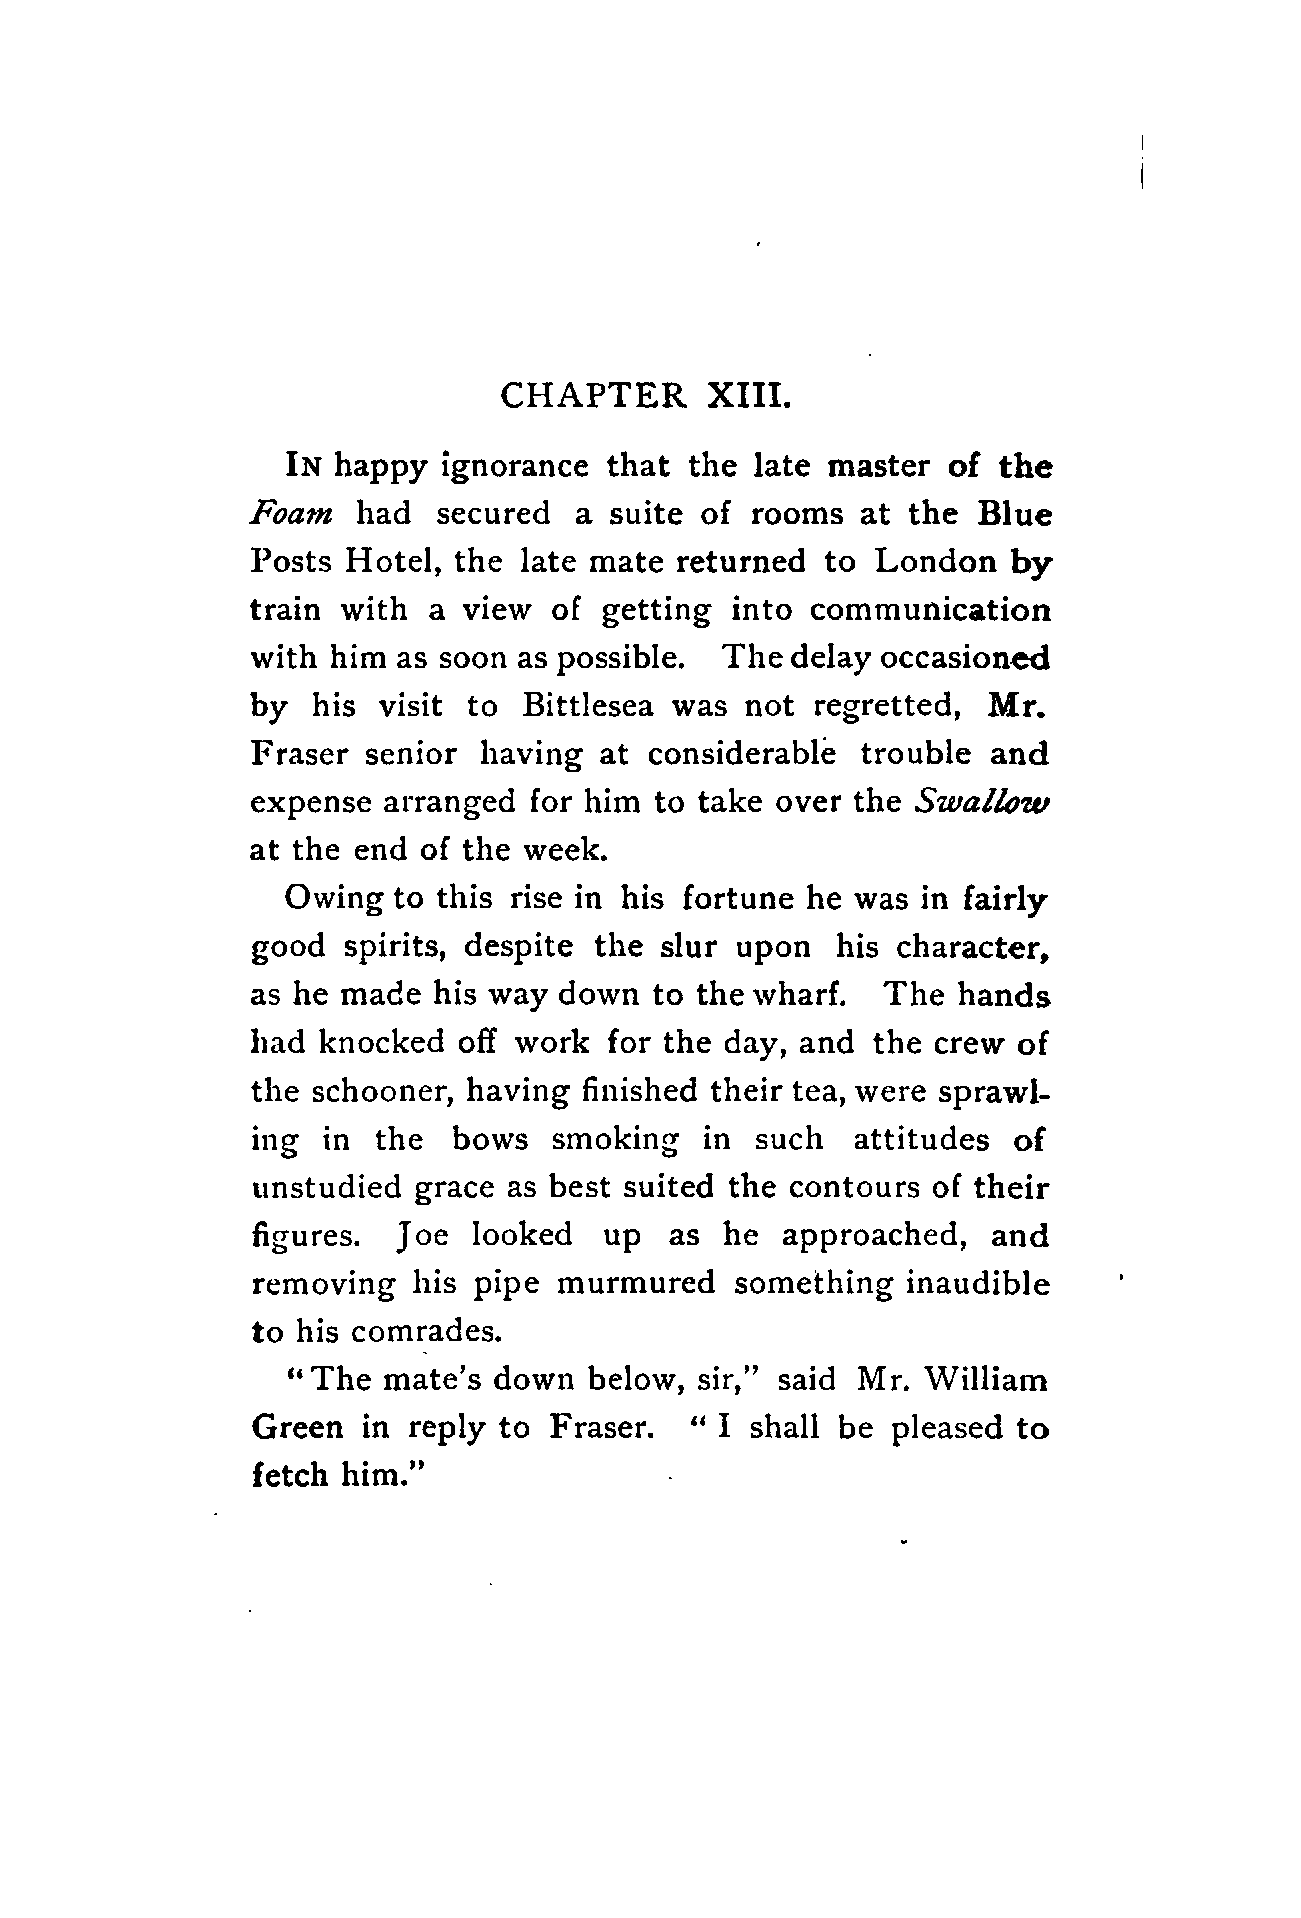 CHAPTER XIII.
IN happy ignorance that the late master of the
Foam had secured a suite of rooms at the Blue
Posts Hotel, the late mate returned to London by
train with a view of getting into communication
with him as soon as possible. The delay occasioned
by his visit to Bittlesea was not regretted, Mr.
Fraser senior having at considerable trouble and
expense arranged for him to take over the Swallow
at the end of the week.
Owing to this rise in his fortune he was in fairly
good spirits, despite the slur upon his character,
as he made his way down to the wharf. The hands
had knocked off work for the day, and the crew of
the schooner, having finished their tea, were sprawl-
ing in the bows smoking in such attitudes of
unstudied grace as best suited the contours of their
figures. Joe looked up as he approached, and
removing his pipe murmured something inaudible
to his comrades.
“The mate's down below, sir,” said Mr. William
Green in reply to Fraser. “I shall be pleased to
fetch him.”